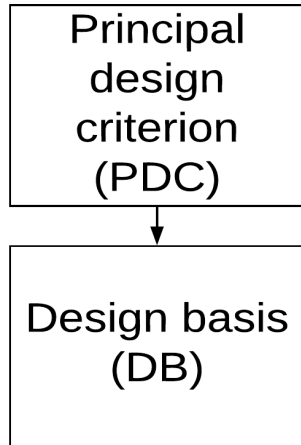 Principal
design
criterion
(PDC)
Design basis
(DB)